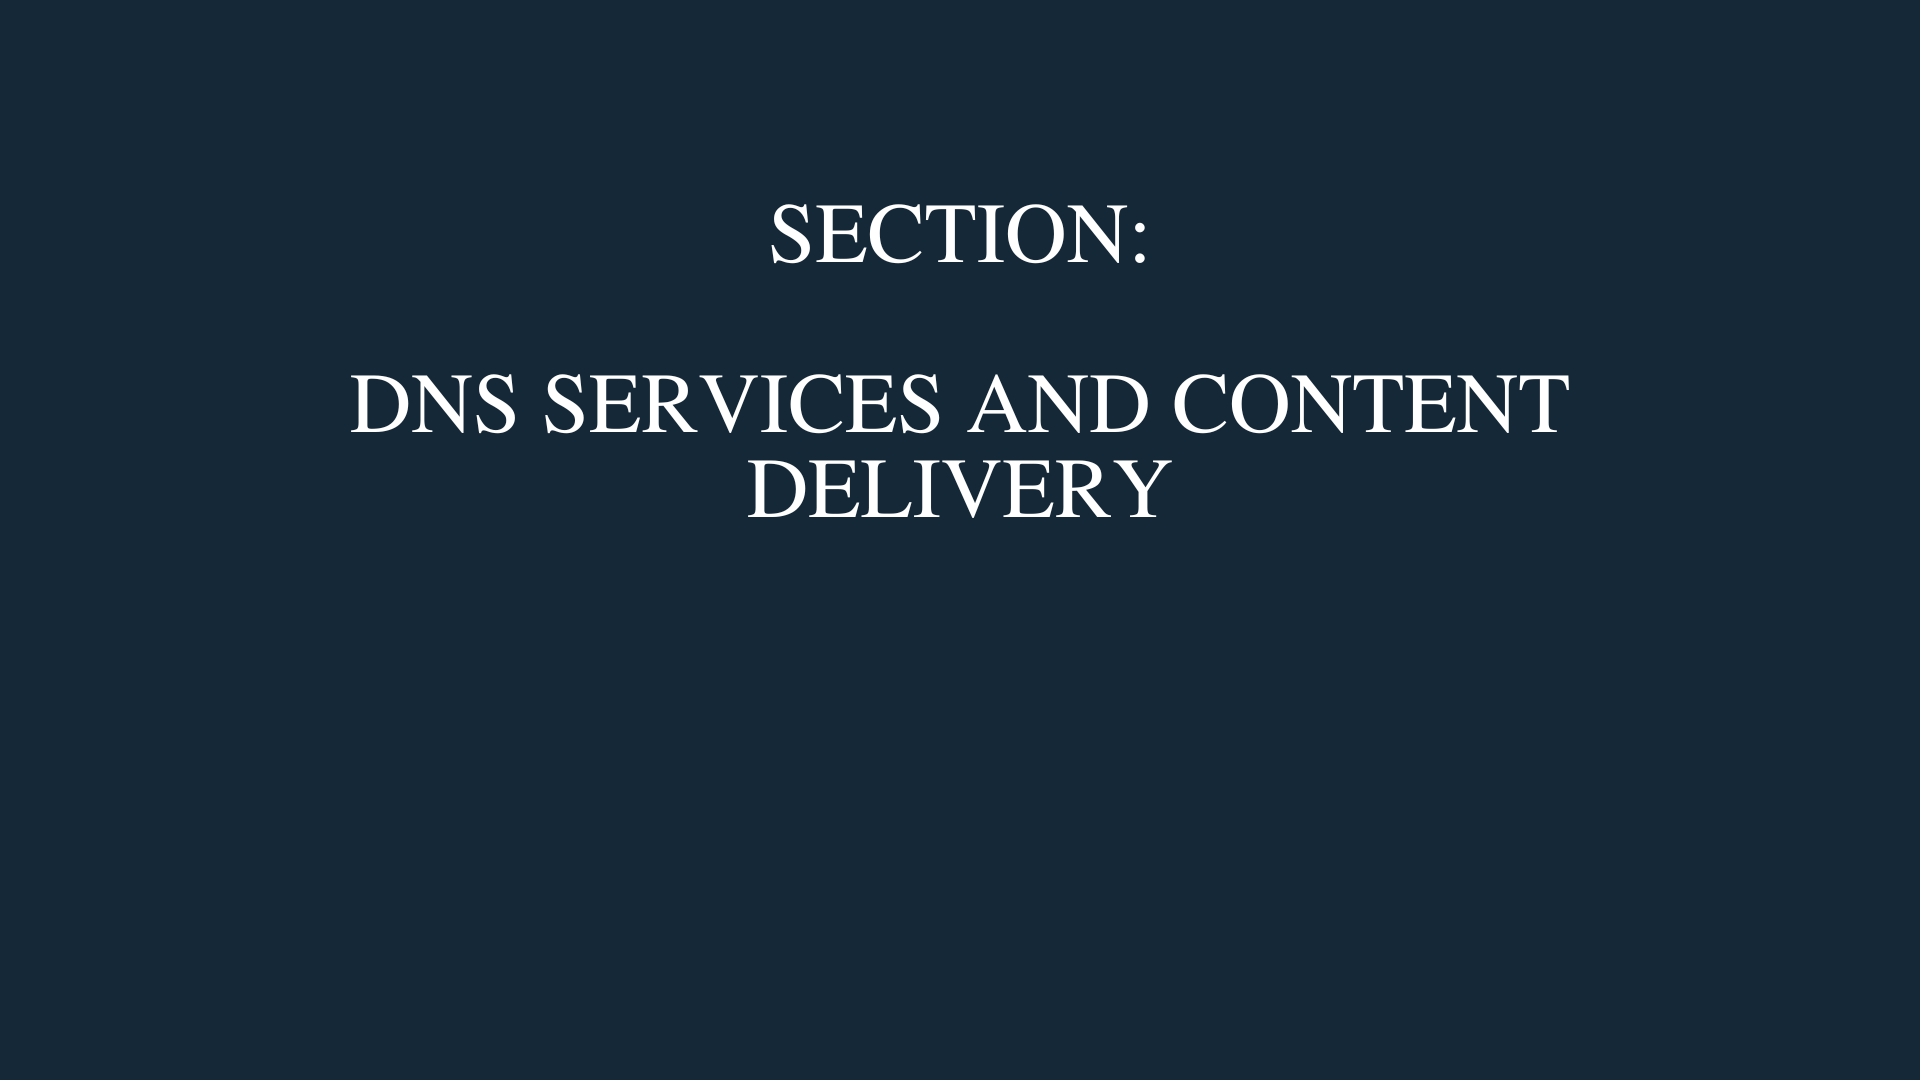 SECTION:
DNS SERVICES AND CONTENT
DELIVERY